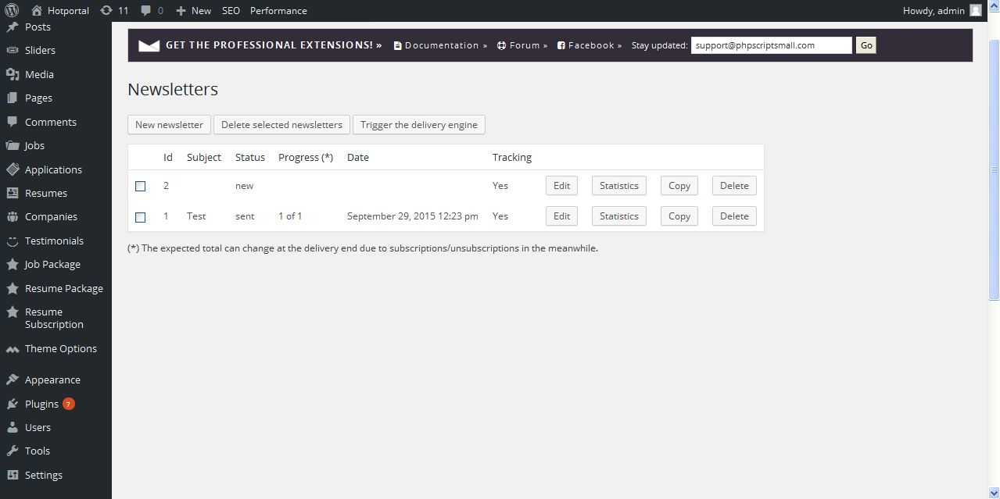 Hotportal 11 0 New SEO Performance Howdy, admin
Posts
Sliders
Media
Pages
Comments
Jobs
Applications
Resumes
Companies
Testimonials
Job Package
Resume Package
Resume
Subscription
Theme Options
Appearance
Plugins 7
Users
Tools
Settings
GET THE PROFESSIONAL EXTENSIONS! » Documentation » Forum » Facebook » Stay updated: support@phpscriptsmall.com Go
Newsletters
New newsletter Delete selected newsletters Trigger the delivery engine
Id Subject Status Progress (*) Date Tracking
2 new Yes Edit Statistics Copy Delete
1 Test sent 1 of 1 September 29, 2015 12:23 pm Yes Edit Statistics Copy Delete
(*) The expected total can change at the delivery end due to subscriptions/unsubscriptions in the meanwhile.